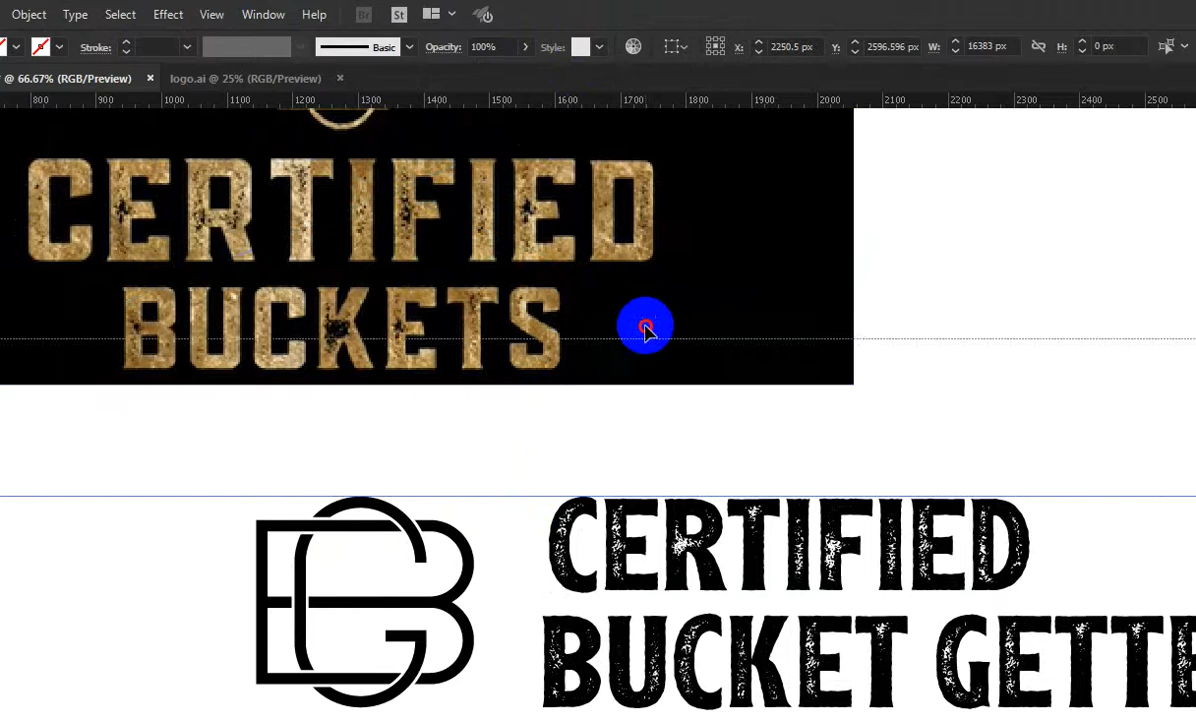 Object Type Select Effect View Window Help Br St
Stroke: Basic Opacity: 100% Style: X: 2250.5 px Y: 2596.596 px W: 16383 px H: 0 px
@ 66.67% (RGB/Preview) × logo.ai @ 25% (RGB/Preview) ×
800 900 1000 1100 1200 1300 1400 1500 1600 1700 1800 1900 2000 2100 2200 2300 2400 2500
CERTIFIED
BUCKETS
CERTIFIED
BUCKET GETTE